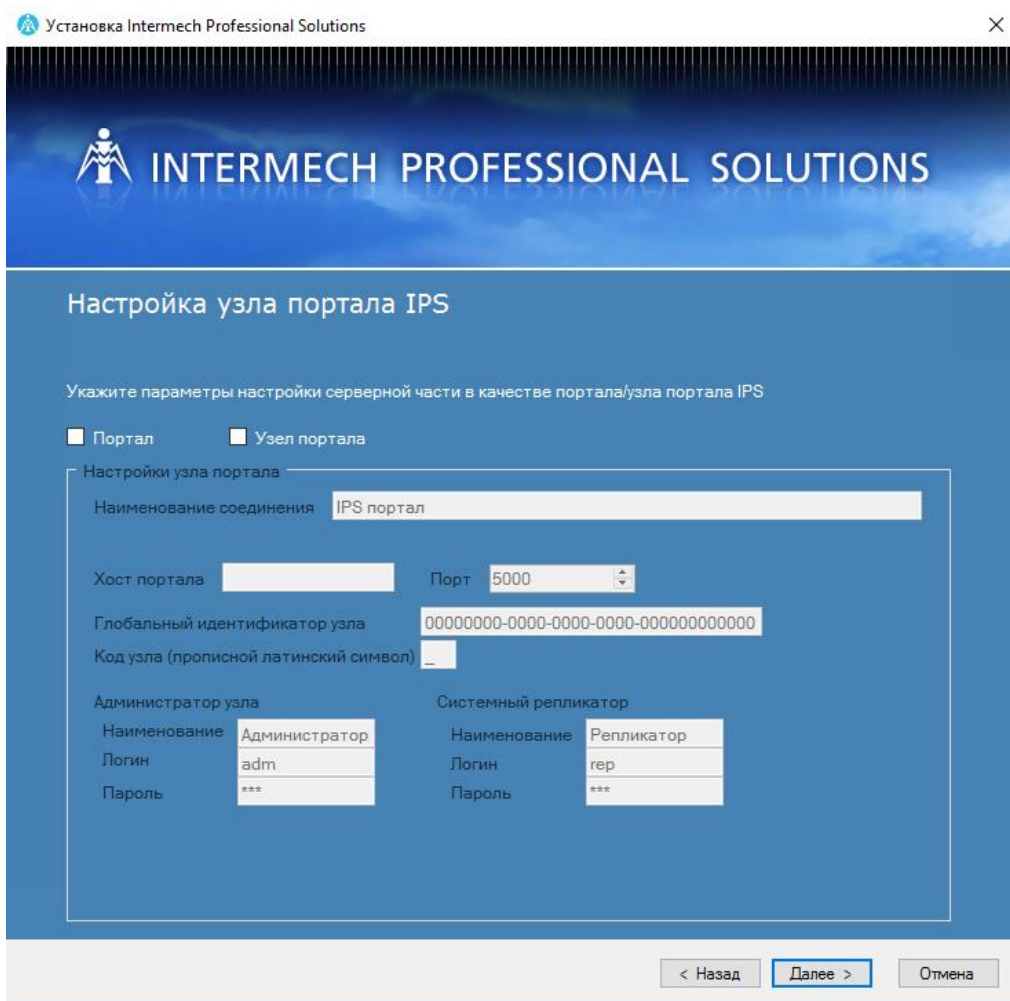 Установка Intermech Professional Solutions
INTERMECH PROFESSIONAL SOLUTIONS
Настройка узла портала IPS
Укажите параметры настройки серверной части в качестве портала/узла портала IPS
Портал Узел портала
Настройки узла портала
Наименование соединения IPS портал
Хост портала Порт 5000
Глобальный идентификатор узла 00000000-0000-0000-0000-000000000000
Код узла (прописной латинский символ) _
Администратор узла Системный репликатор
Наименование Администратор Наименование Репликатор
Логин adm Логин rep
Пароль *** Пароль ***
< Назад Далее > Отмена